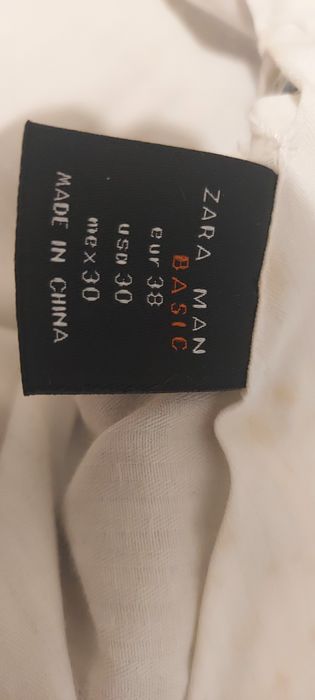 ZARA MAN
BASIC
eur 38
usa 30
mex 30
MADE IN CHINA